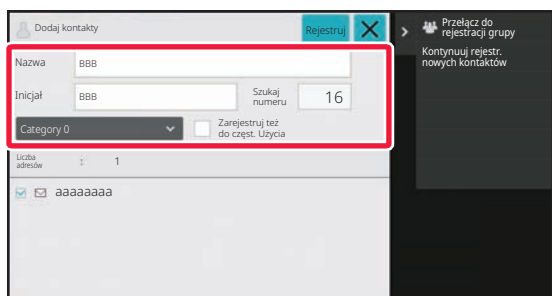 Dodaj kontakty
Rejestruj
Przełącz do
rejestracji grupy
Kontynuuj rejestr.
nowych kontaktów
Nazwa
BBB
Inicjał
BBB
Szukaj
numeru
16
Category 0
Zarejestruj też
do częst. Użycia
Liczba
adresów
:
1
aaaaaaaa